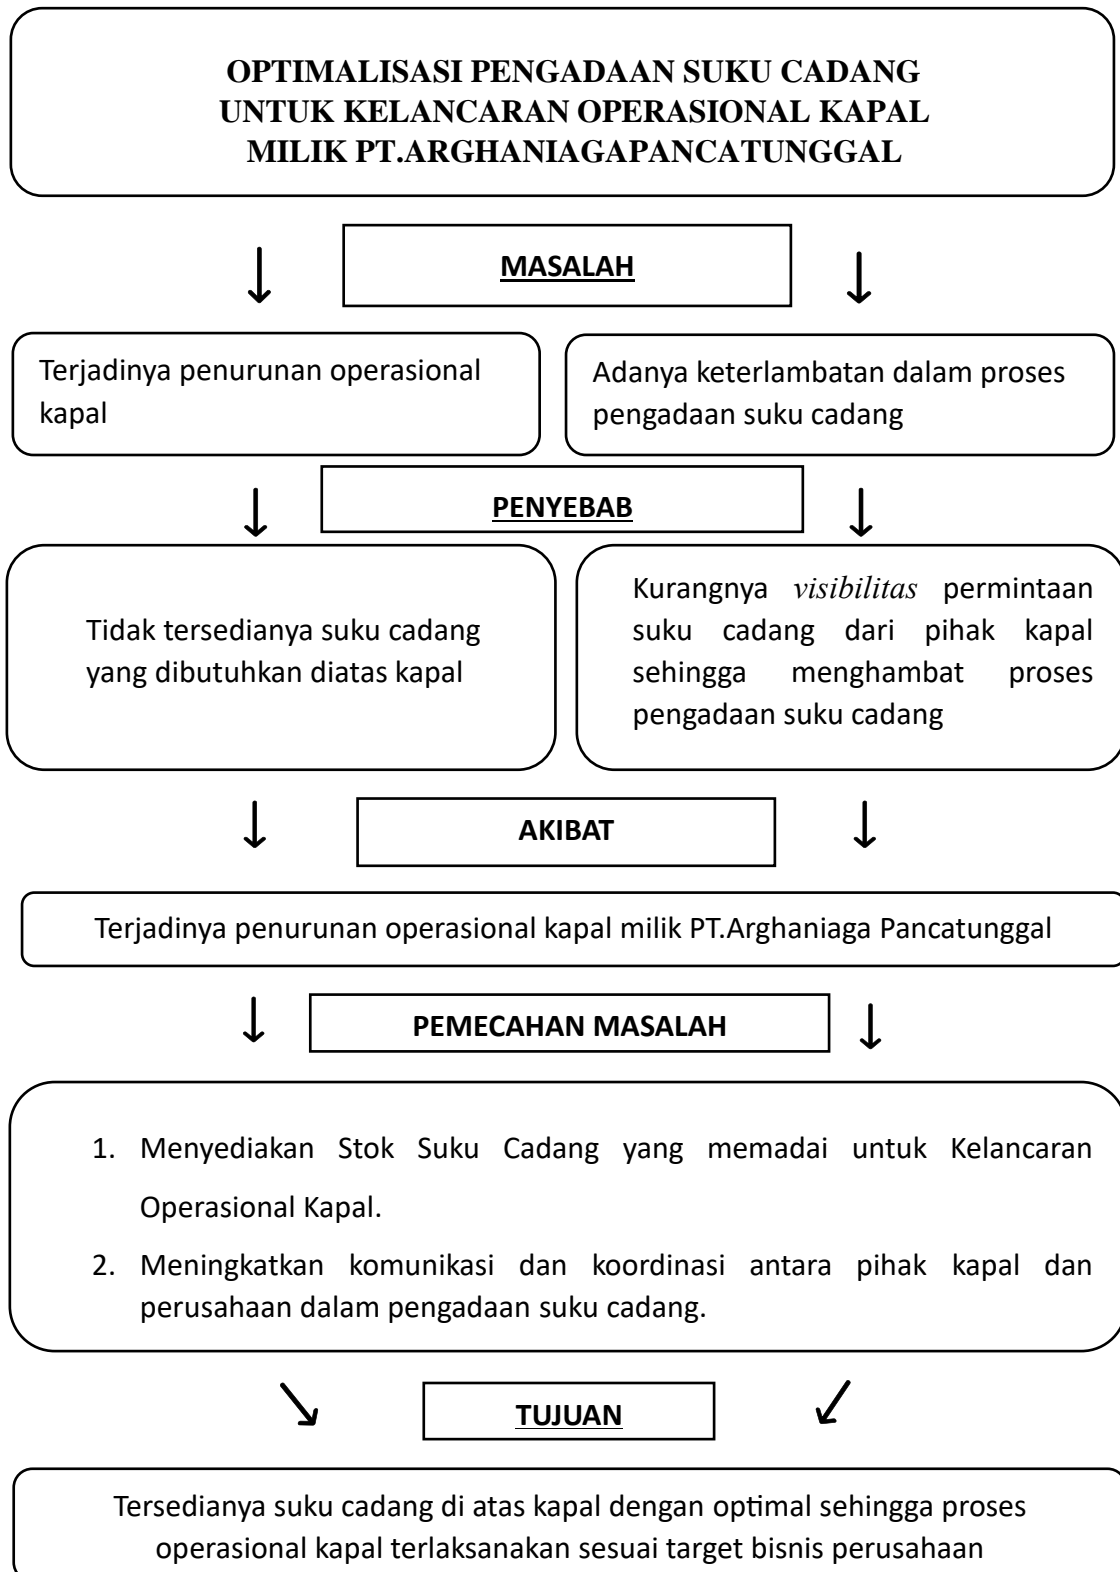 OPTIMALISASI PENGADAAN SUKU CADANG
UNTUK KELANCARAN OPERASIONAL KAPAL
MILIK PT.ARGHANIAGAPANCATUNGGAL
MASALAH
Terjadinya penurunan operasional
kapal
Adanya keterlambatan dalam proses
pengadaan suku cadang
PENYEBAB
Tidak tersedianya suku cadang
yang dibutuhkan diatas kapal
Kurangnya visibilitas permintaan
suku cadang dari pihak kapal
sehingga menghambat proses
pengadaan suku cadang
AKIBAT
Terjadinya penurunan operasional kapal milik PT.Arghaniaga Pancatunggal
PEMECAHAN MASALAH
1. Menyediakan Stok Suku Cadang yang memadai untuk Kelancaran
Operasional Kapal.
2. Meningkatkan komunikasi dan koordinasi antara pihak kapal dan
perusahaan dalam pengadaan suku cadang.
TUJUAN
Tersedianya suku cadang di atas kapal dengan optimal sehingga proses
operasional kapal terlaksanakan sesuai target bisnis perusahaan